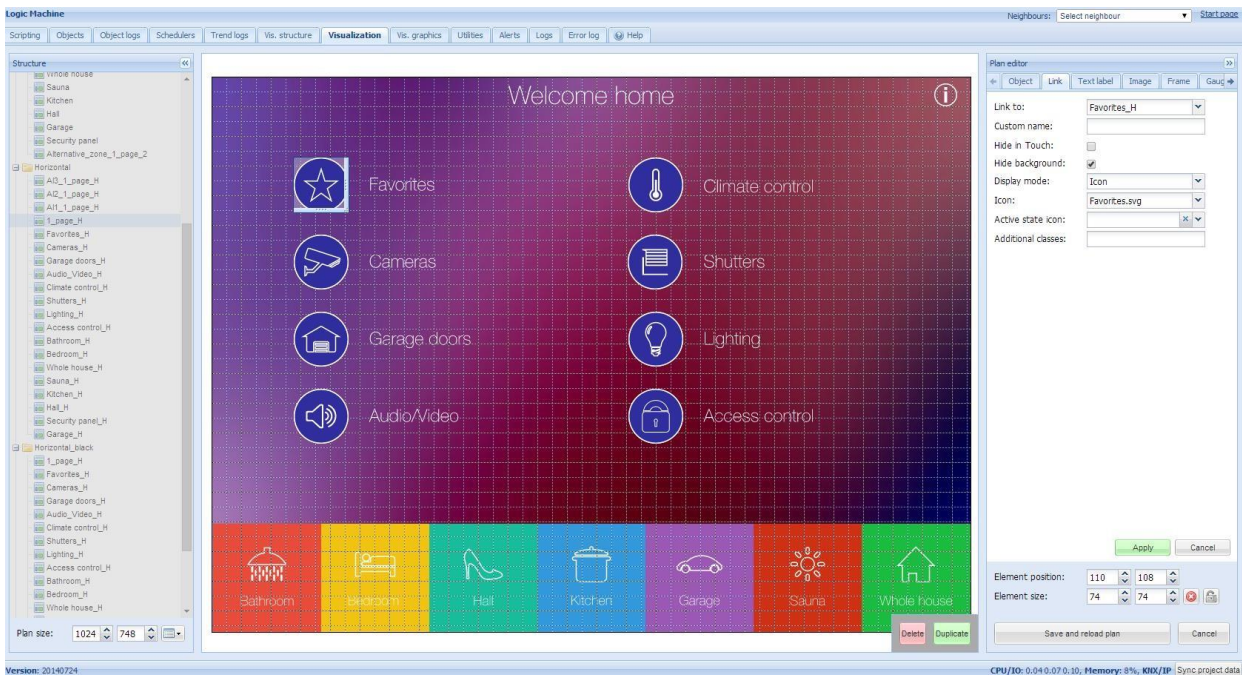 Logic Machine
Neighbours: Select neighbour Start page
Scripting Objects Object logs Schedulers Trend logs Vis. structure Visualization Vis. graphics Utilities Alerts Logs Error log Help
Structure
Whole house
Sauna
Kitchen
Hall
Garage
Security panel
Alternative_zone_1_page_2
Horizontal
AI3_1_page_H
AI2_1_page_H
AI1_1_page_H
1_page_H
Favorites_H
Cameras_H
Garage doors_H
Audio_Video_H
Climate control_H
Shutters_H
Lighting_H
Access control_H
Bathroom_H
Bedroom_H
Whole house_H
Sauna_H
Kitchen_H
Hall_H
Security panel_H
Garage_H
Horizontal_black
1_page_H
Favorites_H
Cameras_H
Garage doors_H
Audio_Video_H
Climate control_H
Shutters_H
Lighting_H
Access control_H
Bathroom_H
Bedroom_H
Whole house_H
Plan size: 1024 748
Welcome home
Favorites Climate control
Cameras Shutters
Garage doors Lighting
Audio/Video Access control
Bathroom Bedroom Hall Kitchen Garage Sauna Whole house
Delete Duplicate
Plan editor
Object Link Text label Image Frame Gaug
Link to: Favorites_H
Custom name:
Hide in Touch:
Hide background:
Display mode: Icon
Icon: Favorites.svg
Active state icon:
Additional classes:
Apply Cancel
Element position: 110 108
Element size: 74 74
Save and reload plan Cancel
Version: 20140724
CPU/IO: 0.04 0.07 0.10, Memory: 8%, KNX/IP Sync project data